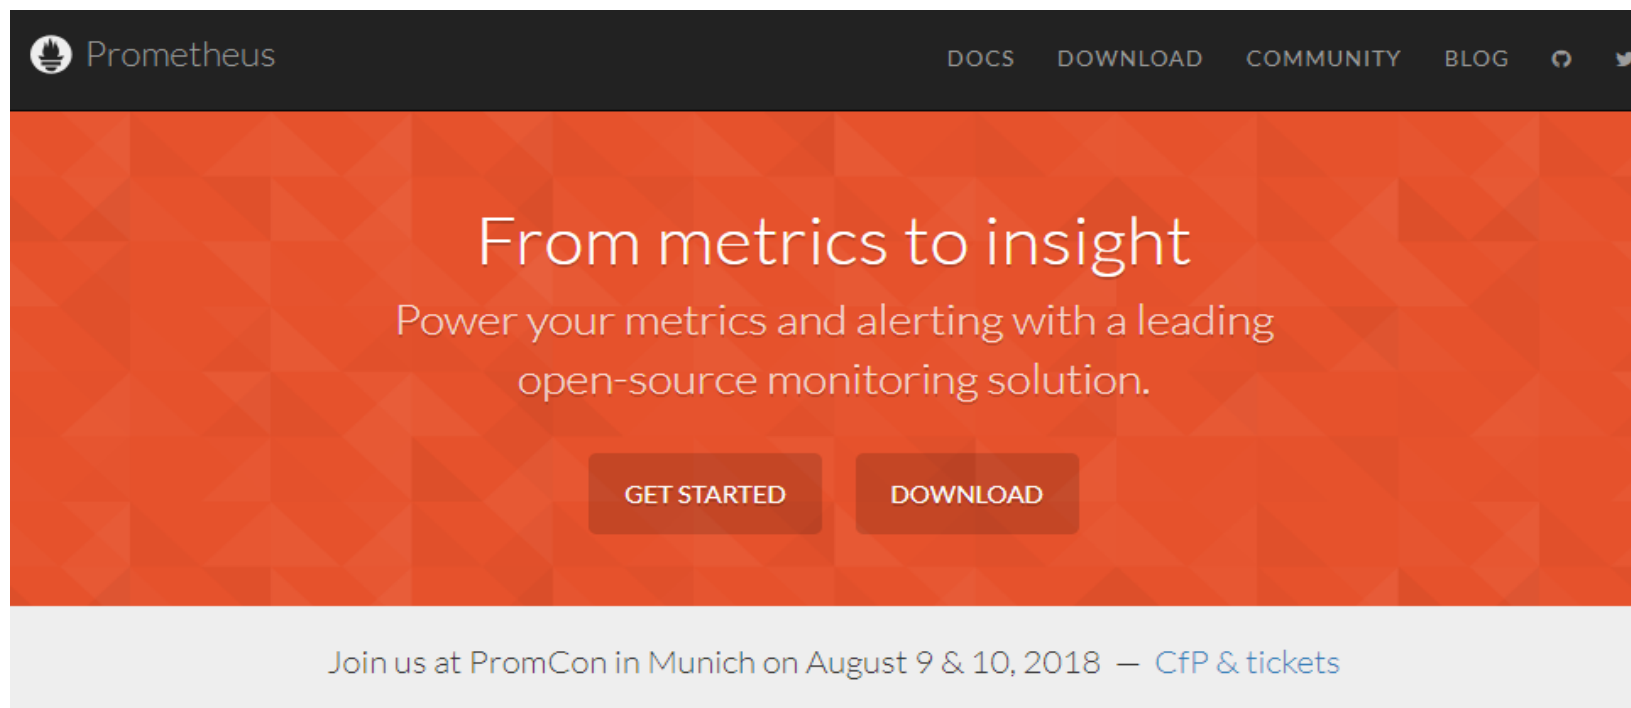 Prometheus
DOCS DOWNLOAD COMMUNITY BLOG
From metrics to insight
Power your metrics and alerting with a leading
open-source monitoring solution.
GET STARTED DOWNLOAD
Join us at PromCon in Munich on August 9 & 10, 2018 — CfP & tickets